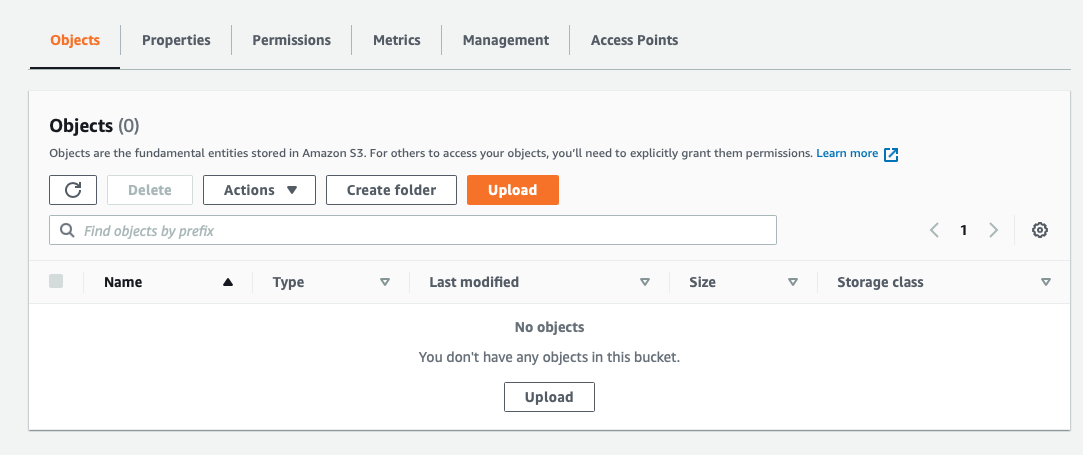 Objects Properties Permissions Metrics Management Access Points
Objects (0)
Objects are the fundamental entities stored in Amazon S3. For others to access your objects, you'll need to explicitly grant them permissions. Learn more
Delete Actions Create folder Upload
Find objects by prefix 1
Name Type Last modified Size Storage class
No objects
You don't have any objects in this bucket.
Upload